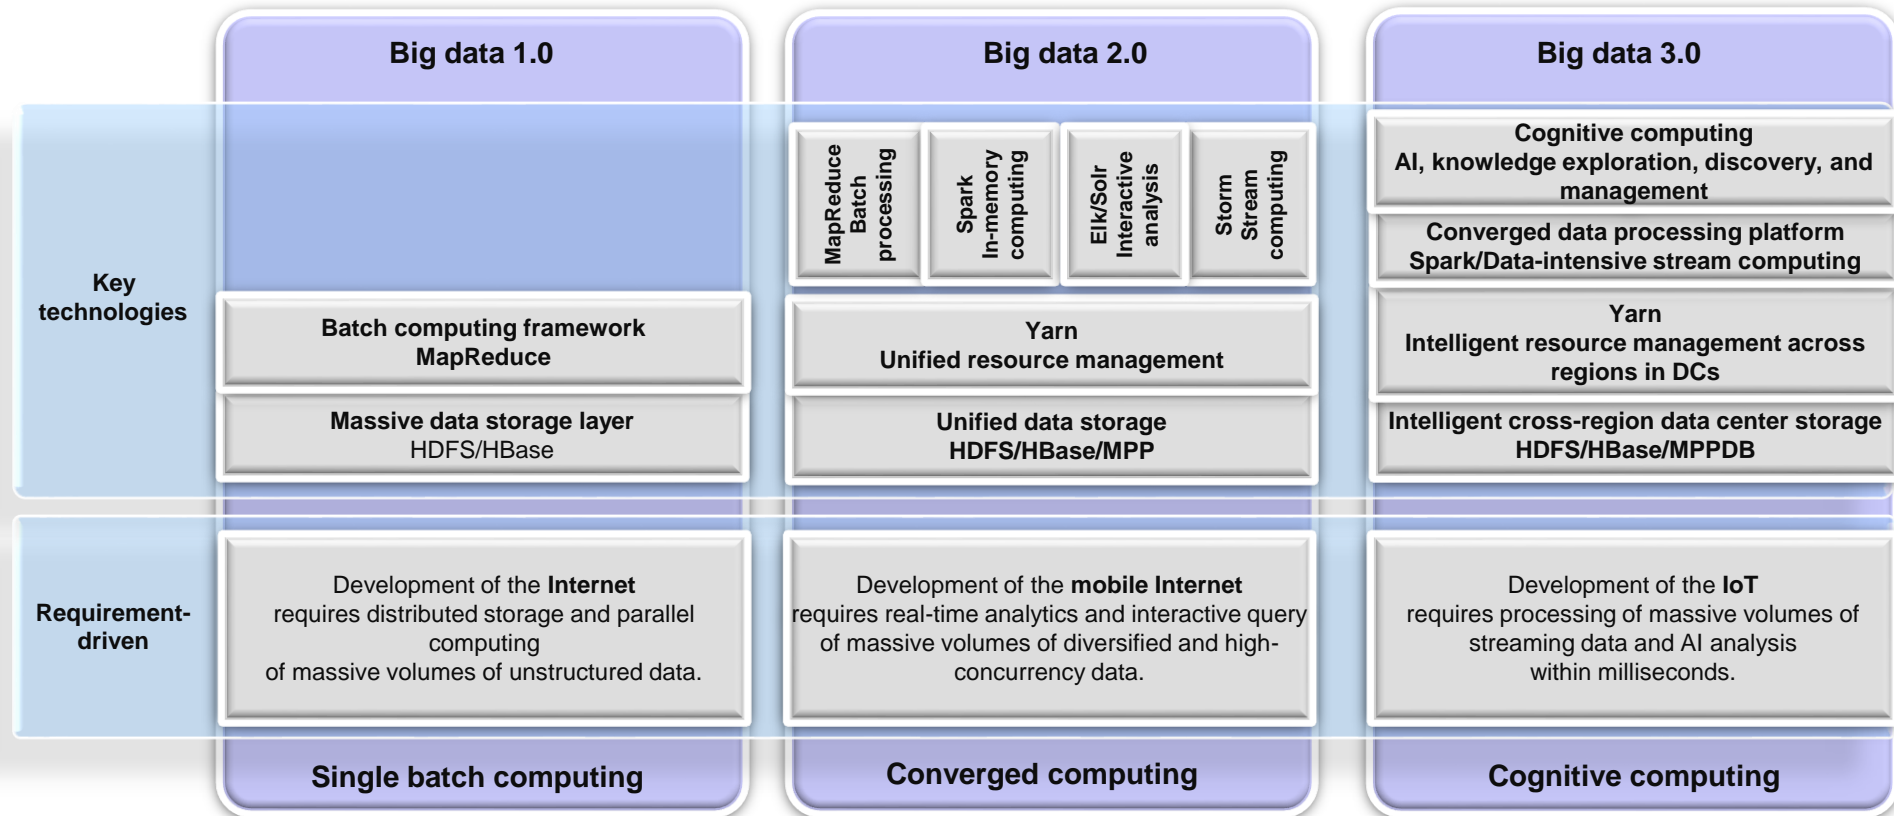 Big data 1.0
Big data 2.0
Big data 3.0
Key
technologies
Batch computing framework
MapReduce
Massive data storage layer
HDFS/HBase
MapReduce
Batch
processing
Spark
In-memory
computing
Elk/Solr
Interactive
analysis
Storm
Stream
computing
Yarn
Unified resource management
Unified data storage
HDFS/HBase/MPP
Cognitive computing
AI, knowledge exploration, discovery, and
management
Converged data processing platform
Spark/Data-intensive stream computing
Yarn
Intelligent resource management across
regions in DCs
Intelligent cross-region data center storage
HDFS/HBase/MPPDB
Requirement-
driven
Development of the Internet
requires distributed storage and parallel
computing
of massive volumes of unstructured data.
Development of the mobile Internet
requires real-time analytics and interactive query
of massive volumes of diversified and high-
concurrency data.
Development of the IoT
requires processing of massive volumes of
streaming data and AI analysis
within milliseconds.
Single batch computing
Converged computing
Cognitive computing